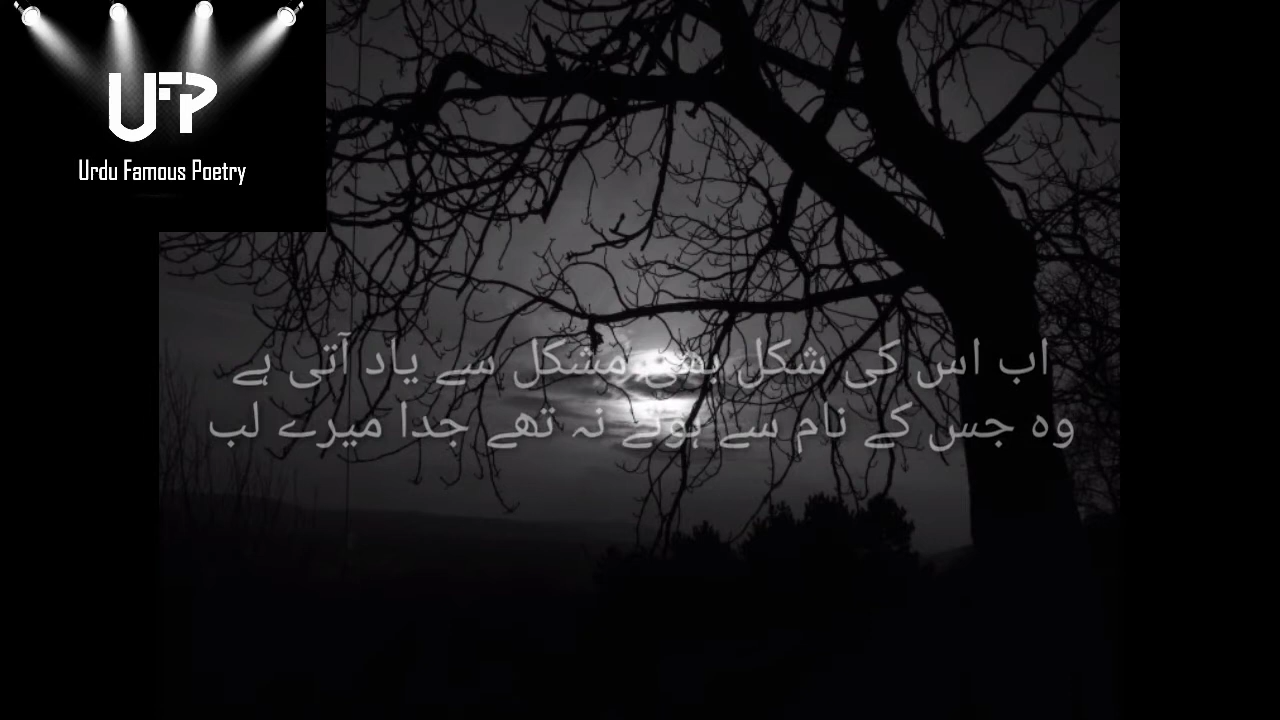 UFP
Urdu Famous Poetry
اب اس کی شکل بھی مشکل سے یاد آتی ہے
وہ جس کے نام سے ہوتے نہ تھے جدا میرے لب